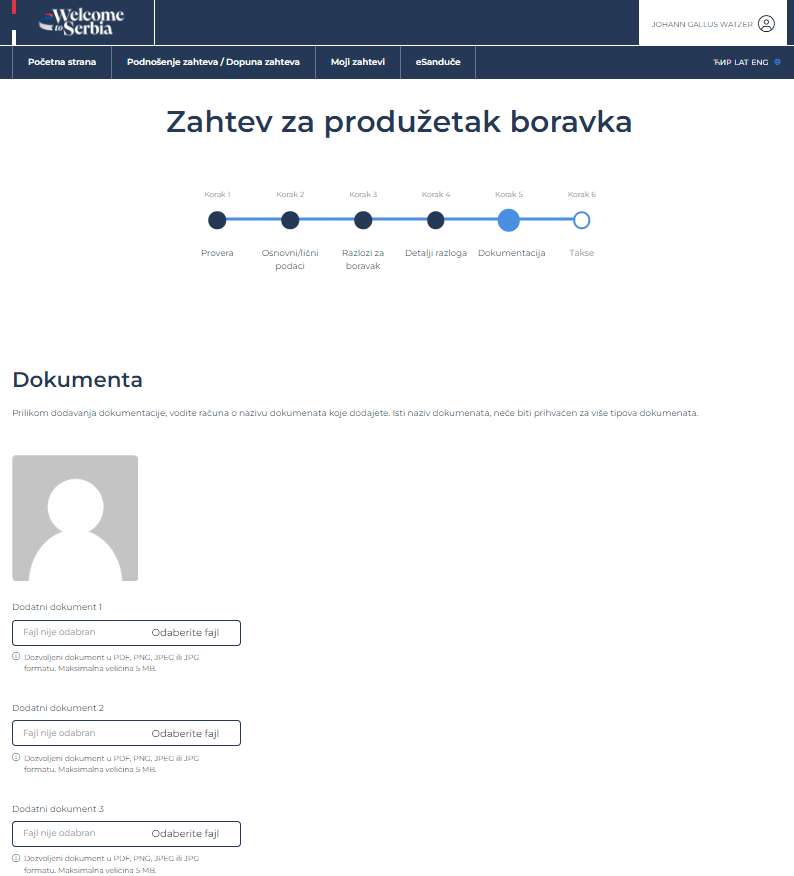 Welcome
to Serbia
JOHANN GALLUS WATZER
Početna strana
Podnošenje zahteva / Dopuna zahteva
Moji zahtevi
eSanduče
ЋИР LAT ENG
Zahtev za produžetak boravka
Korak 1
Korak 2
Korak 3
Korak 4
Korak 5
Korak 6
Provera
Osnovni/lični
podaci
Razlozi za
boravak
Detalji razloga
Dokumentacija
Takse
Dokumenta
Prilikom dodavanja dokumentacije, vodite računa o nazivu dokumenata koje dodajete. Isti naziv dokumenata, neće biti prihvaćen za više tipova dokumenata.
Dodatni dokument 1
Fajl nije odabran Odaberite fajl
Dozvoljeni dokument u PDF, PNG, JPEG ili JPG
formatu. Maksimalna veličina 5 MB.
Dodatni dokument 2
Fajl nije odabran Odaberite fajl
Dozvoljeni dokument u PDF, PNG, JPEG ili JPG
formatu. Maksimalna veličina 5 MB.
Dodatni dokument 3
Fajl nije odabran Odaberite fajl
Dozvoljeni dokument u PDF, PNG, JPEG ili JPG
formatu. Maksimalna veličina 5 MB.